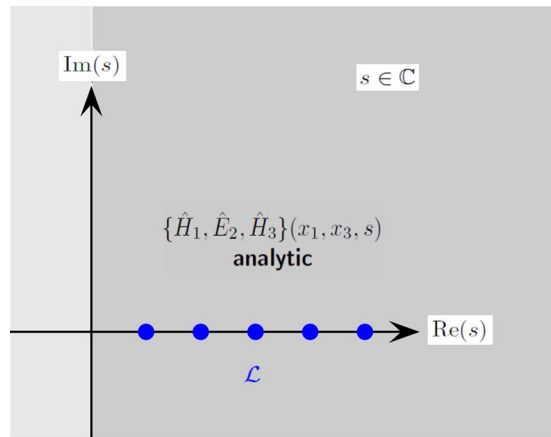 Im(s)
s ∈ ℂ
{Ĥ₁, Ê₂, Ĥ₃}(x₁, x₃, s)
analytic
Re(s)
ℒ